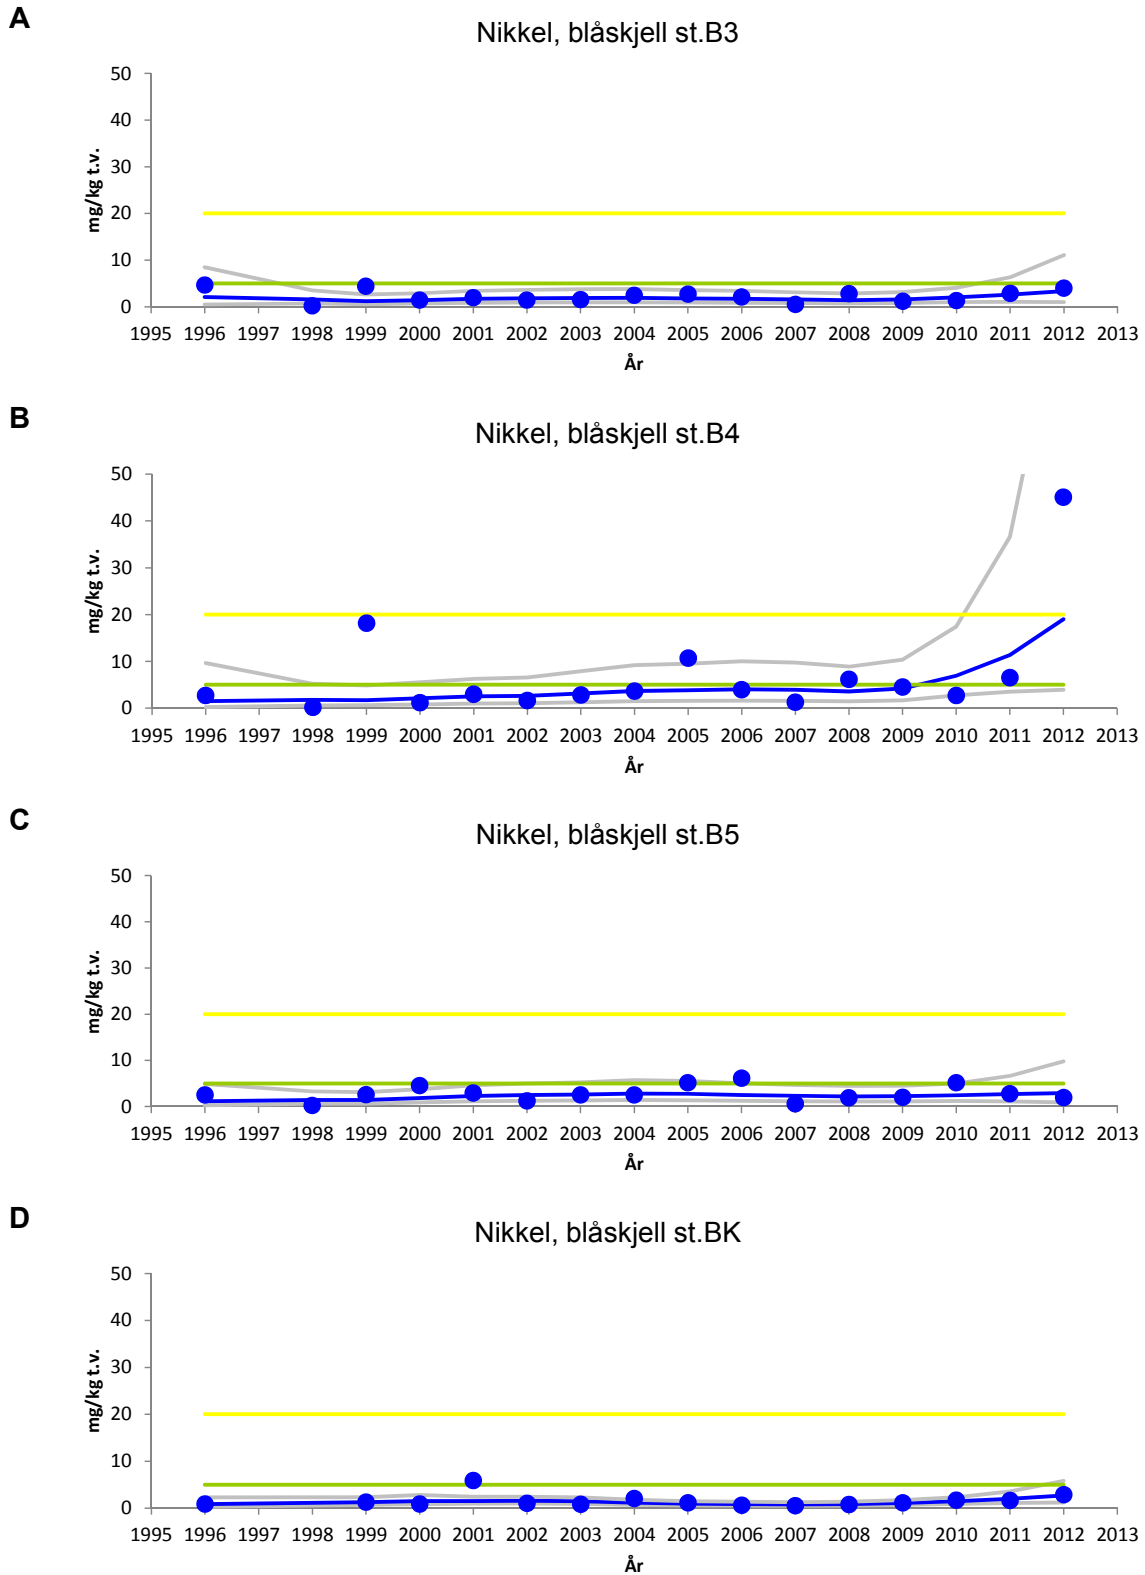 A
Nikkel, blåskjell st.B3
50
40
30
20
10
0
mg/kg t.v.
1995 1996 1997 1998 1999 2000 2001 2002 2003 2004 2005 2006 2007 2008 2009 2010 2011 2012 2013
År
B
Nikkel, blåskjell st.B4
50
40
30
20
10
0
mg/kg t.v.
1995 1996 1997 1998 1999 2000 2001 2002 2003 2004 2005 2006 2007 2008 2009 2010 2011 2012 2013
År
C
Nikkel, blåskjell st.B5
50
40
30
20
10
0
mg/kg t.v.
1995 1996 1997 1998 1999 2000 2001 2002 2003 2004 2005 2006 2007 2008 2009 2010 2011 2012 2013
År
D
Nikkel, blåskjell st.BK
50
40
30
20
10
0
mg/kg t.v.
1995 1996 1997 1998 1999 2000 2001 2002 2003 2004 2005 2006 2007 2008 2009 2010 2011 2012 2013
År